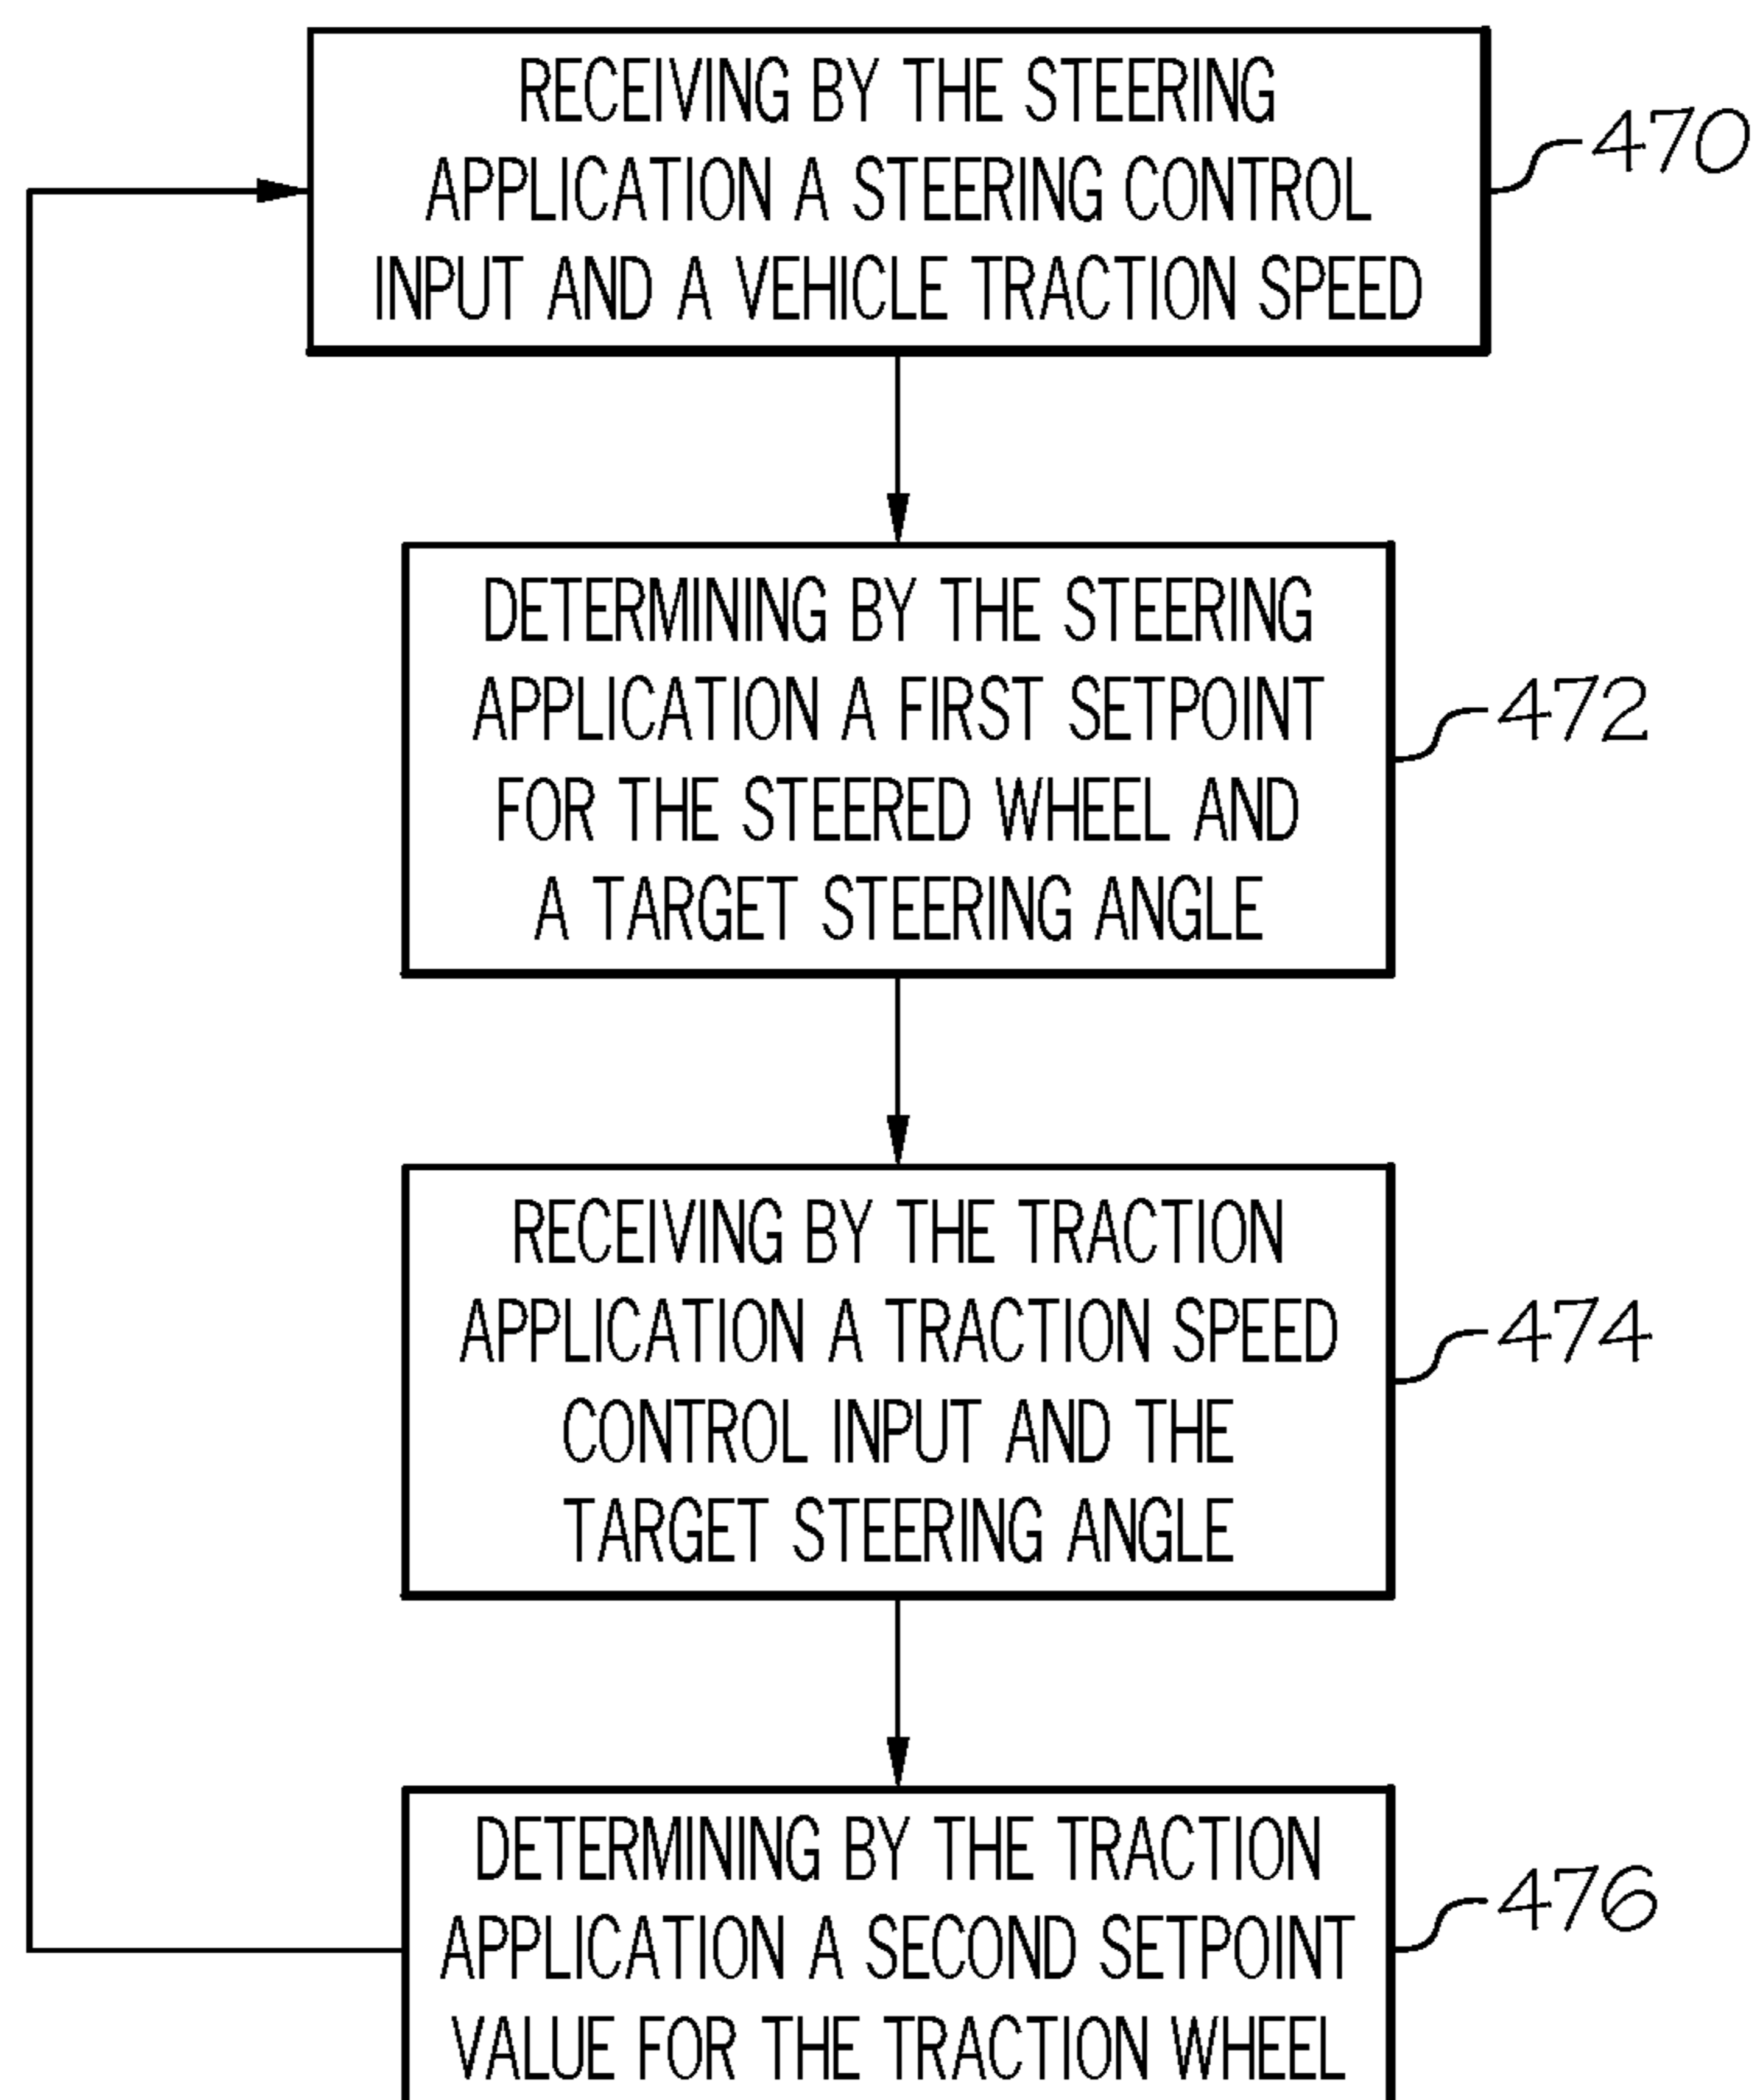 RECEIVING BY THE STEERING
APPLICATION A STEERING CONTROL
INPUT AND A VEHICLE TRACTION SPEED
470
DETERMINING BY THE STEERING
APPLICATION A FIRST SETPOINT
FOR THE STEERED WHEEL AND
A TARGET STEERING ANGLE
472
RECEIVING BY THE TRACTION
APPLICATION A TRACTION SPEED
CONTROL INPUT AND THE
TARGET STEERING ANGLE
474
DETERMINING BY THE TRACTION
APPLICATION A SECOND SETPOINT
VALUE FOR THE TRACTION WHEEL
476